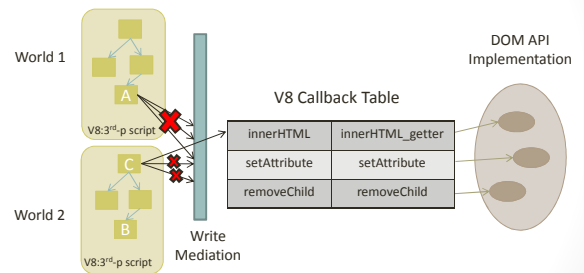 World 1
A
V8:3rd-p script
World 2
C
B
V8:3rd-p script
Write
Mediation
V8 Callback Table
innerHTML innerHTML_getter
setAttribute setAttribute
removeChild removeChild
DOM API
Implementation